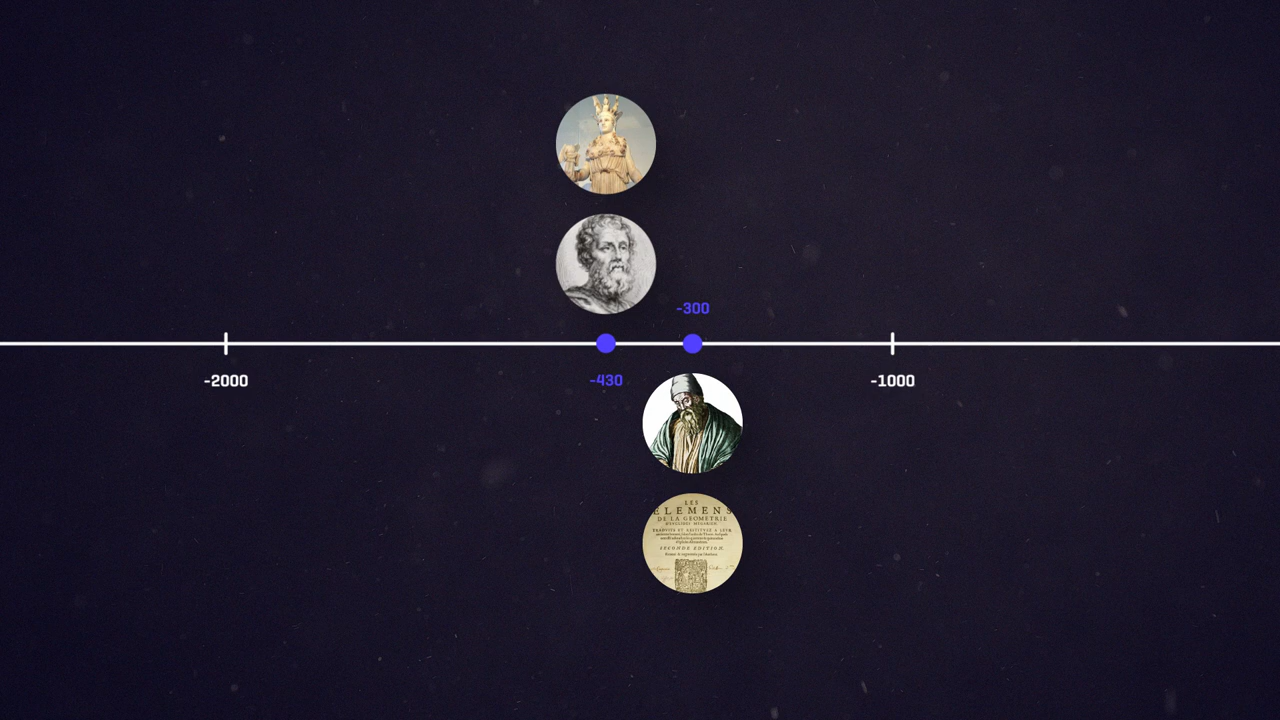 -300
-2000
-430
-1000
LES
ELEMENS
DE LA GEOMETRIE
SECONDE EDITION.